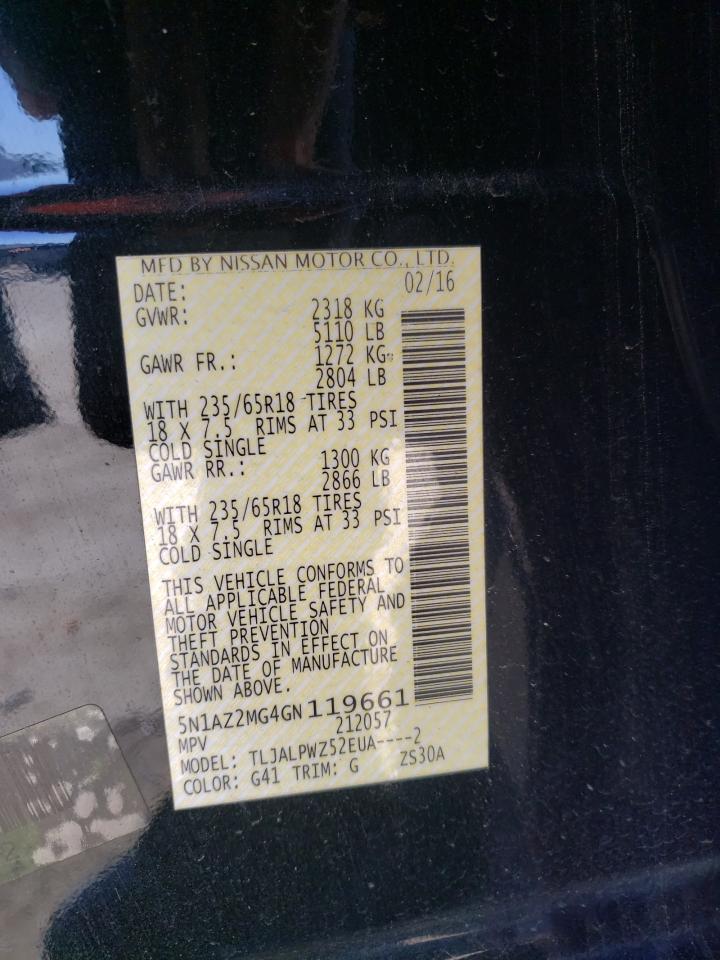 MFD BY NISSAN MOTOR CO., LTD.
DATE: 02/16
GVWR: 2318 KG
5110 LB
GAWR FR.: 1272 KG
2804 LB
WITH 235/65R18 TIRES
18 X 7.5 RIMS AT 33 PSI
COLD SINGLE
GAWR RR.: 1300 KG
2866 LB
WITH 235/65R18 TIRES
18 X 7.5 RIMS AT 33 PSI
COLD SINGLE
THIS VEHICLE CONFORMS TO
ALL APPLICABLE FEDERAL
MOTOR VEHICLE SAFETY AND
THEFT PREVENTION
STANDARDS IN EFFECT ON
THE DATE OF MANUFACTURE
SHOWN ABOVE.
5N1AZ2MG4GN119661
212057
MPV
MODEL: TLJALPWZ52EUA----2
COLOR: G41 TRIM: G ZS30A